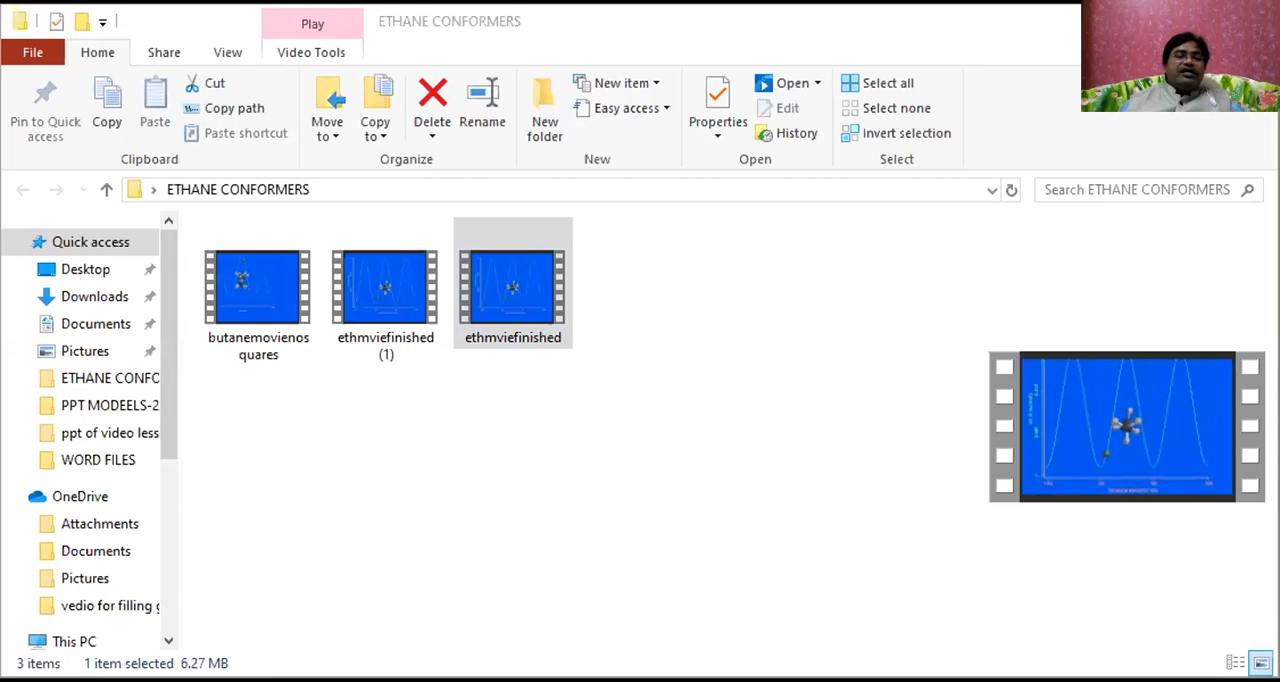 Play
ETHANE CONFORMERS
File
Home
Share
View
Video Tools
Pin to Quick
access
Copy
Paste
Cut
Copy path
Paste shortcut
Clipboard
Move
to
Copy
to
Delete
Rename
Organize
New
folder
New item
Easy access
New
Properties
Open
Edit
History
Open
Select all
Select none
Invert selection
Select
ETHANE CONFORMERS
Search ETHANE CONFORMERS
Quick access
Desktop
Downloads
Documents
Pictures
ETHANE CONFO
PPT MODEELS-2
ppt of video less
WORD FILES
OneDrive
Attachments
Documents
Pictures
vedio for filling g
This PC
butanemovienos
quares
ethmviefinished
(1)
ethmviefinished
3 items
1 item selected 6.27 MB